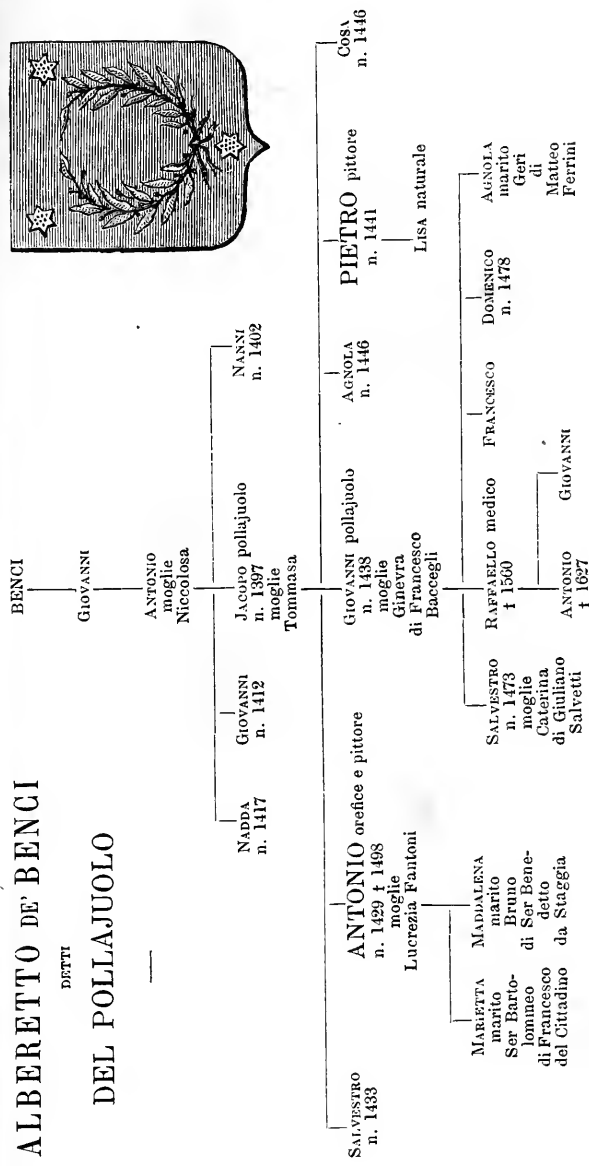 ALBERETTO DE' BENCI
DETTI
DEL POLLAJUOLO
BENCI
GIOVANNI
ANTONIO
moglie
Niccolosa
NADDA
n. 1417
GIOVANNI
n. 1412
JACOPO pollajuolo
n. 1397
moglie
Tommasa
NANNI
n. 1402
SALVESTRO
n. 1433
ANTONIO orefice e pittore
n. 1429 † 1498
moglie
Lucrezia Fantoni
GIOVANNI pollajuolo
n. 1438
moglie
Ginevra
di Francesco
Baccegli
AGNOLA
n. 1446
PIETRO pittore
n. 1441
COSA
n. 1446
MARIETTA
marito
Ser Barto-
lommeo
di Francesco
del Cittadino
MADDALENA
marito
Bruno
di Ser Bene-
detto
da Staggia
LISA naturale
SALVESTRO
n. 1473
moglie
Caterina
di Giuliano
Salvetti
RAFFAELLO medico
† 1560
FRANCESCO
DOMENICO
n. 1478
AGNOLA
marito
Geri
di
Matteo
Ferrini
ANTONIO
† 1627
GIOVANNI